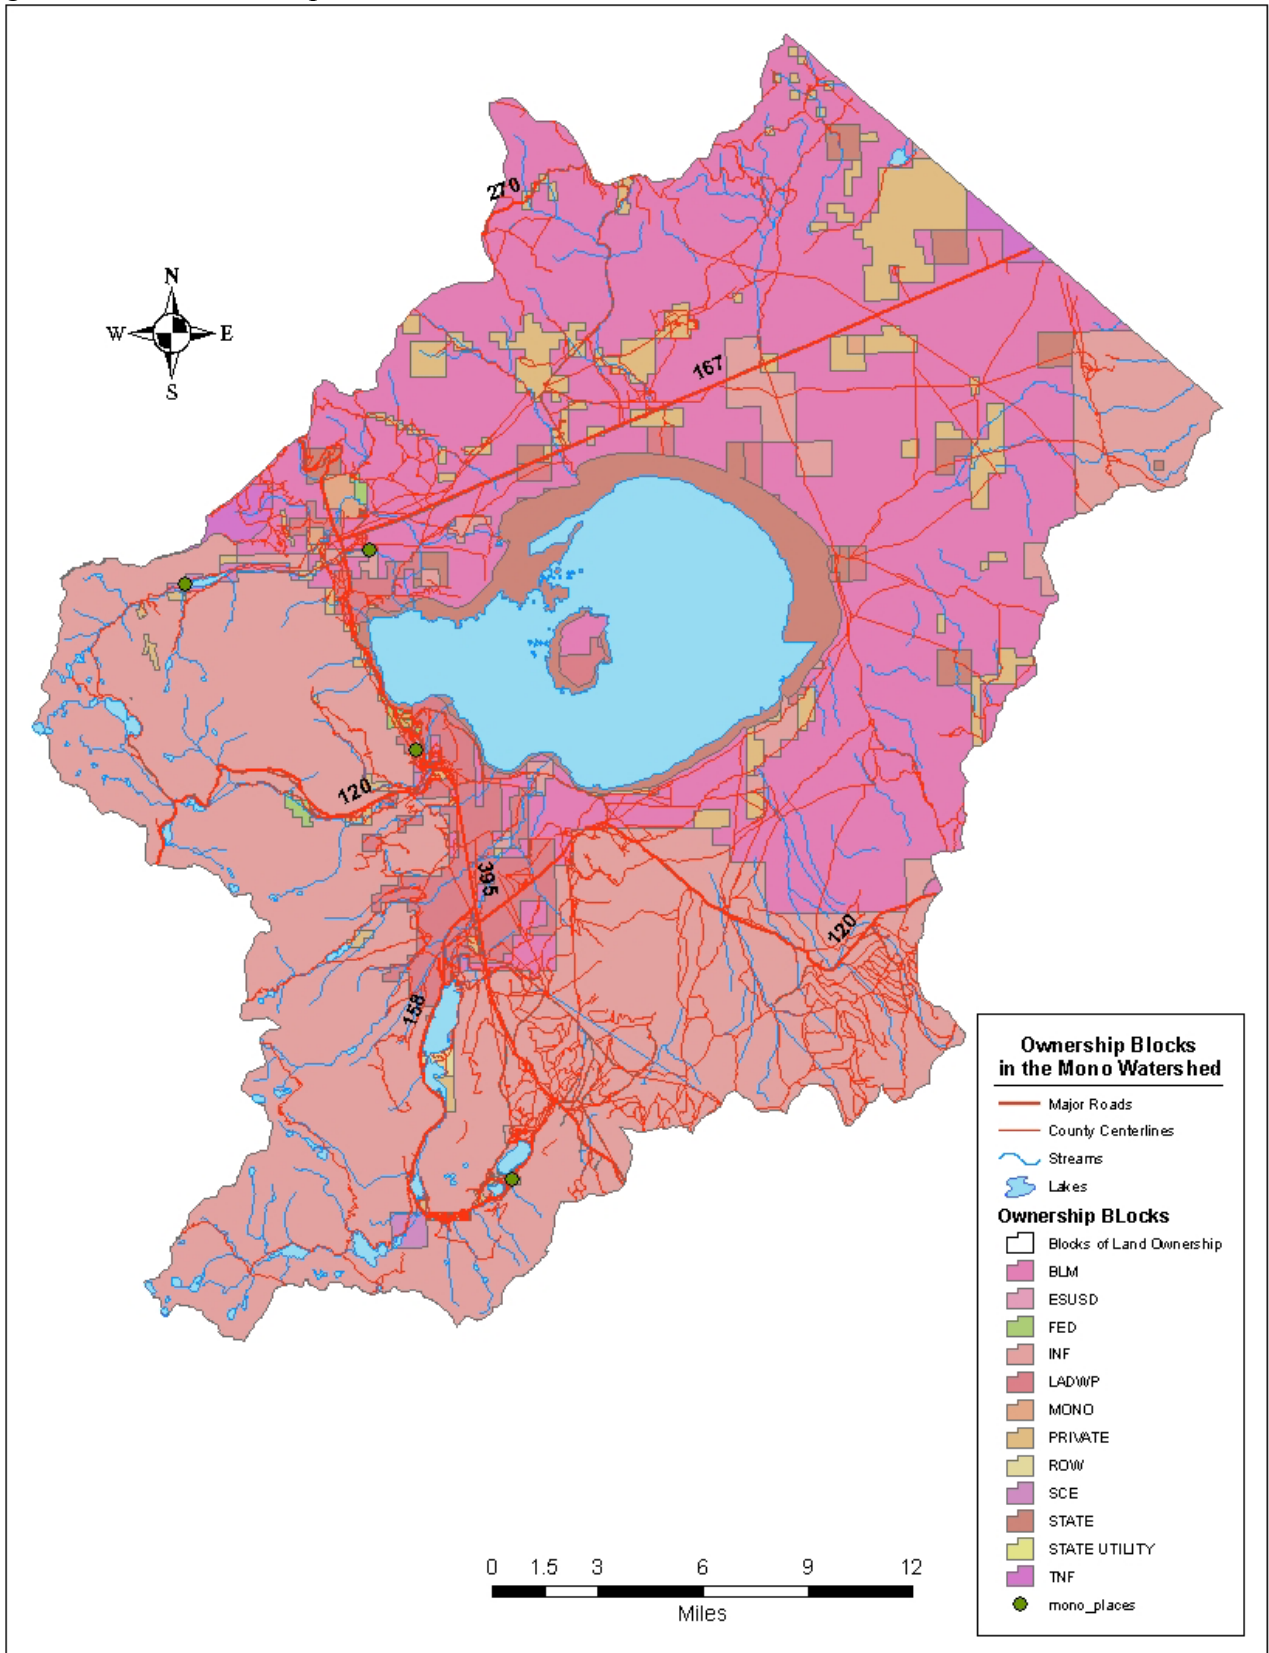 270
N
W E
S
167
120
395
120
158
Ownership Blocks
in the Mono Watershed
Major Roads
County Centerlines
Streams
Lakes
Ownership BLocks
Blocks of Land Ownership
BLM
ESUSD
FED
INF
LADWP
MONO
PRIVATE
ROW
SCE
STATE
STATE UTILITY
TNF
mono_places
0 1.5 3 6 9 12
Miles